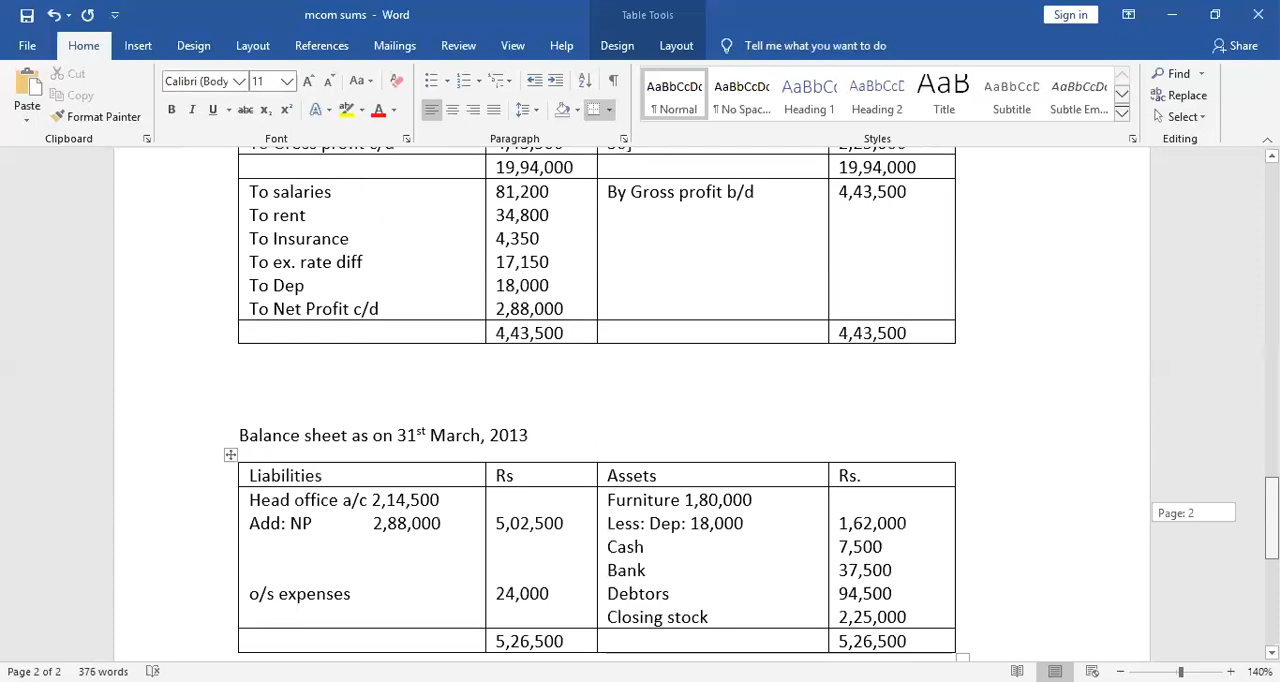 mcom sums - Word
Table Tools
Sign in
File Home Insert Design Layout References Mailings Review View Help Design Layout Tell me what you want to do Share
Paste
Cut
Copy
Format Painter
Calibri (Body 11
Aa
B I U abc x₂ x² A A
AaBbCcDc AaBbCcDc AaBbCc AaBbCcD AaB AaBbCcD AaBbCcDc
¶ Normal ¶ No Spac... Heading 1 Heading 2 Title Subtitle Subtle Em...
Find
Replace
Select
Clipboard Font Paragraph Styles Editing
19,94,000 19,94,000
To salaries 81,200 By Gross profit b/d 4,43,500
To rent 34,800
To Insurance 4,350
To ex. rate diff 17,150
To Dep 18,000
To Net Profit c/d 2,88,000
4,43,500 4,43,500
Balance sheet as on 31st March, 2013
Liabilities Rs Assets Rs.
Head office a/c 2,14,500 Furniture 1,80,000
Add: NP 2,88,000 5,02,500 Less: Dep: 18,000 1,62,000
Cash 7,500
Bank 37,500
o/s expenses 24,000 Debtors 94,500
Closing stock 2,25,000
5,26,500 5,26,500
Page: 2
Page 2 of 2 376 words 140%